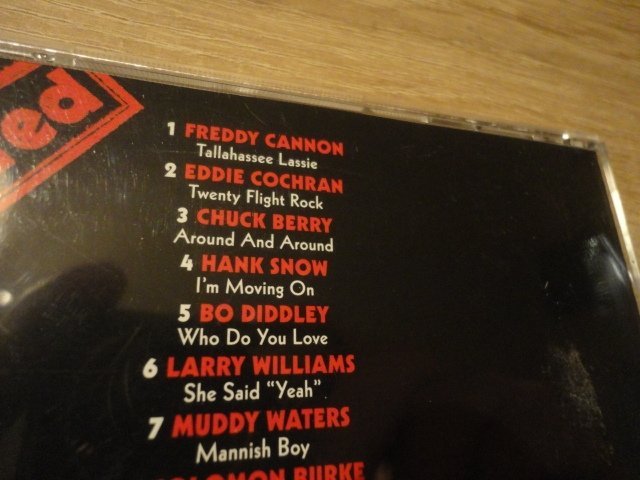 1 FREDDY CANNON
Tallahassee Lassie
2 EDDIE COCHRAN
Twenty Flight Rock
3 CHUCK BERRY
Around And Around
4 HANK SNOW
I'm Moving On
5 BO DIDDLEY
Who Do You Love
6 LARRY WILLIAMS
She Said "Yeah"
7 MUDDY WATERS
Mannish Boy
SOLOMON BURKE